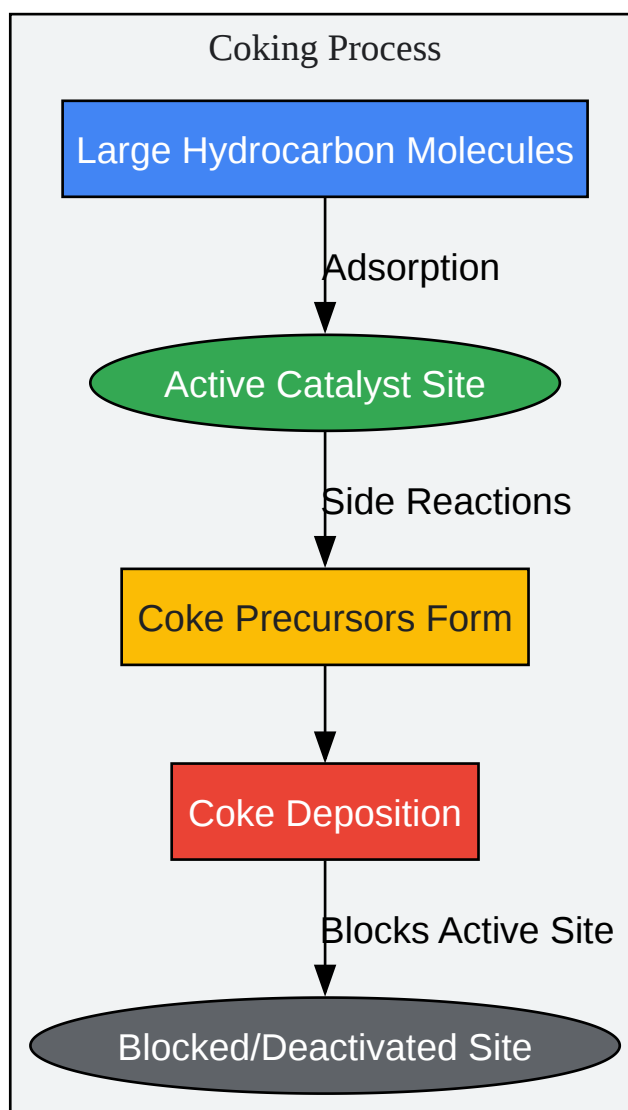 Coking Process
Large Hydrocarbon Molecules
Adsorption
Active Catalyst Site
Side Reactions
Coke Precursors Form
Coke Deposition
Blocks Active Site
Blocked/Deactivated Site